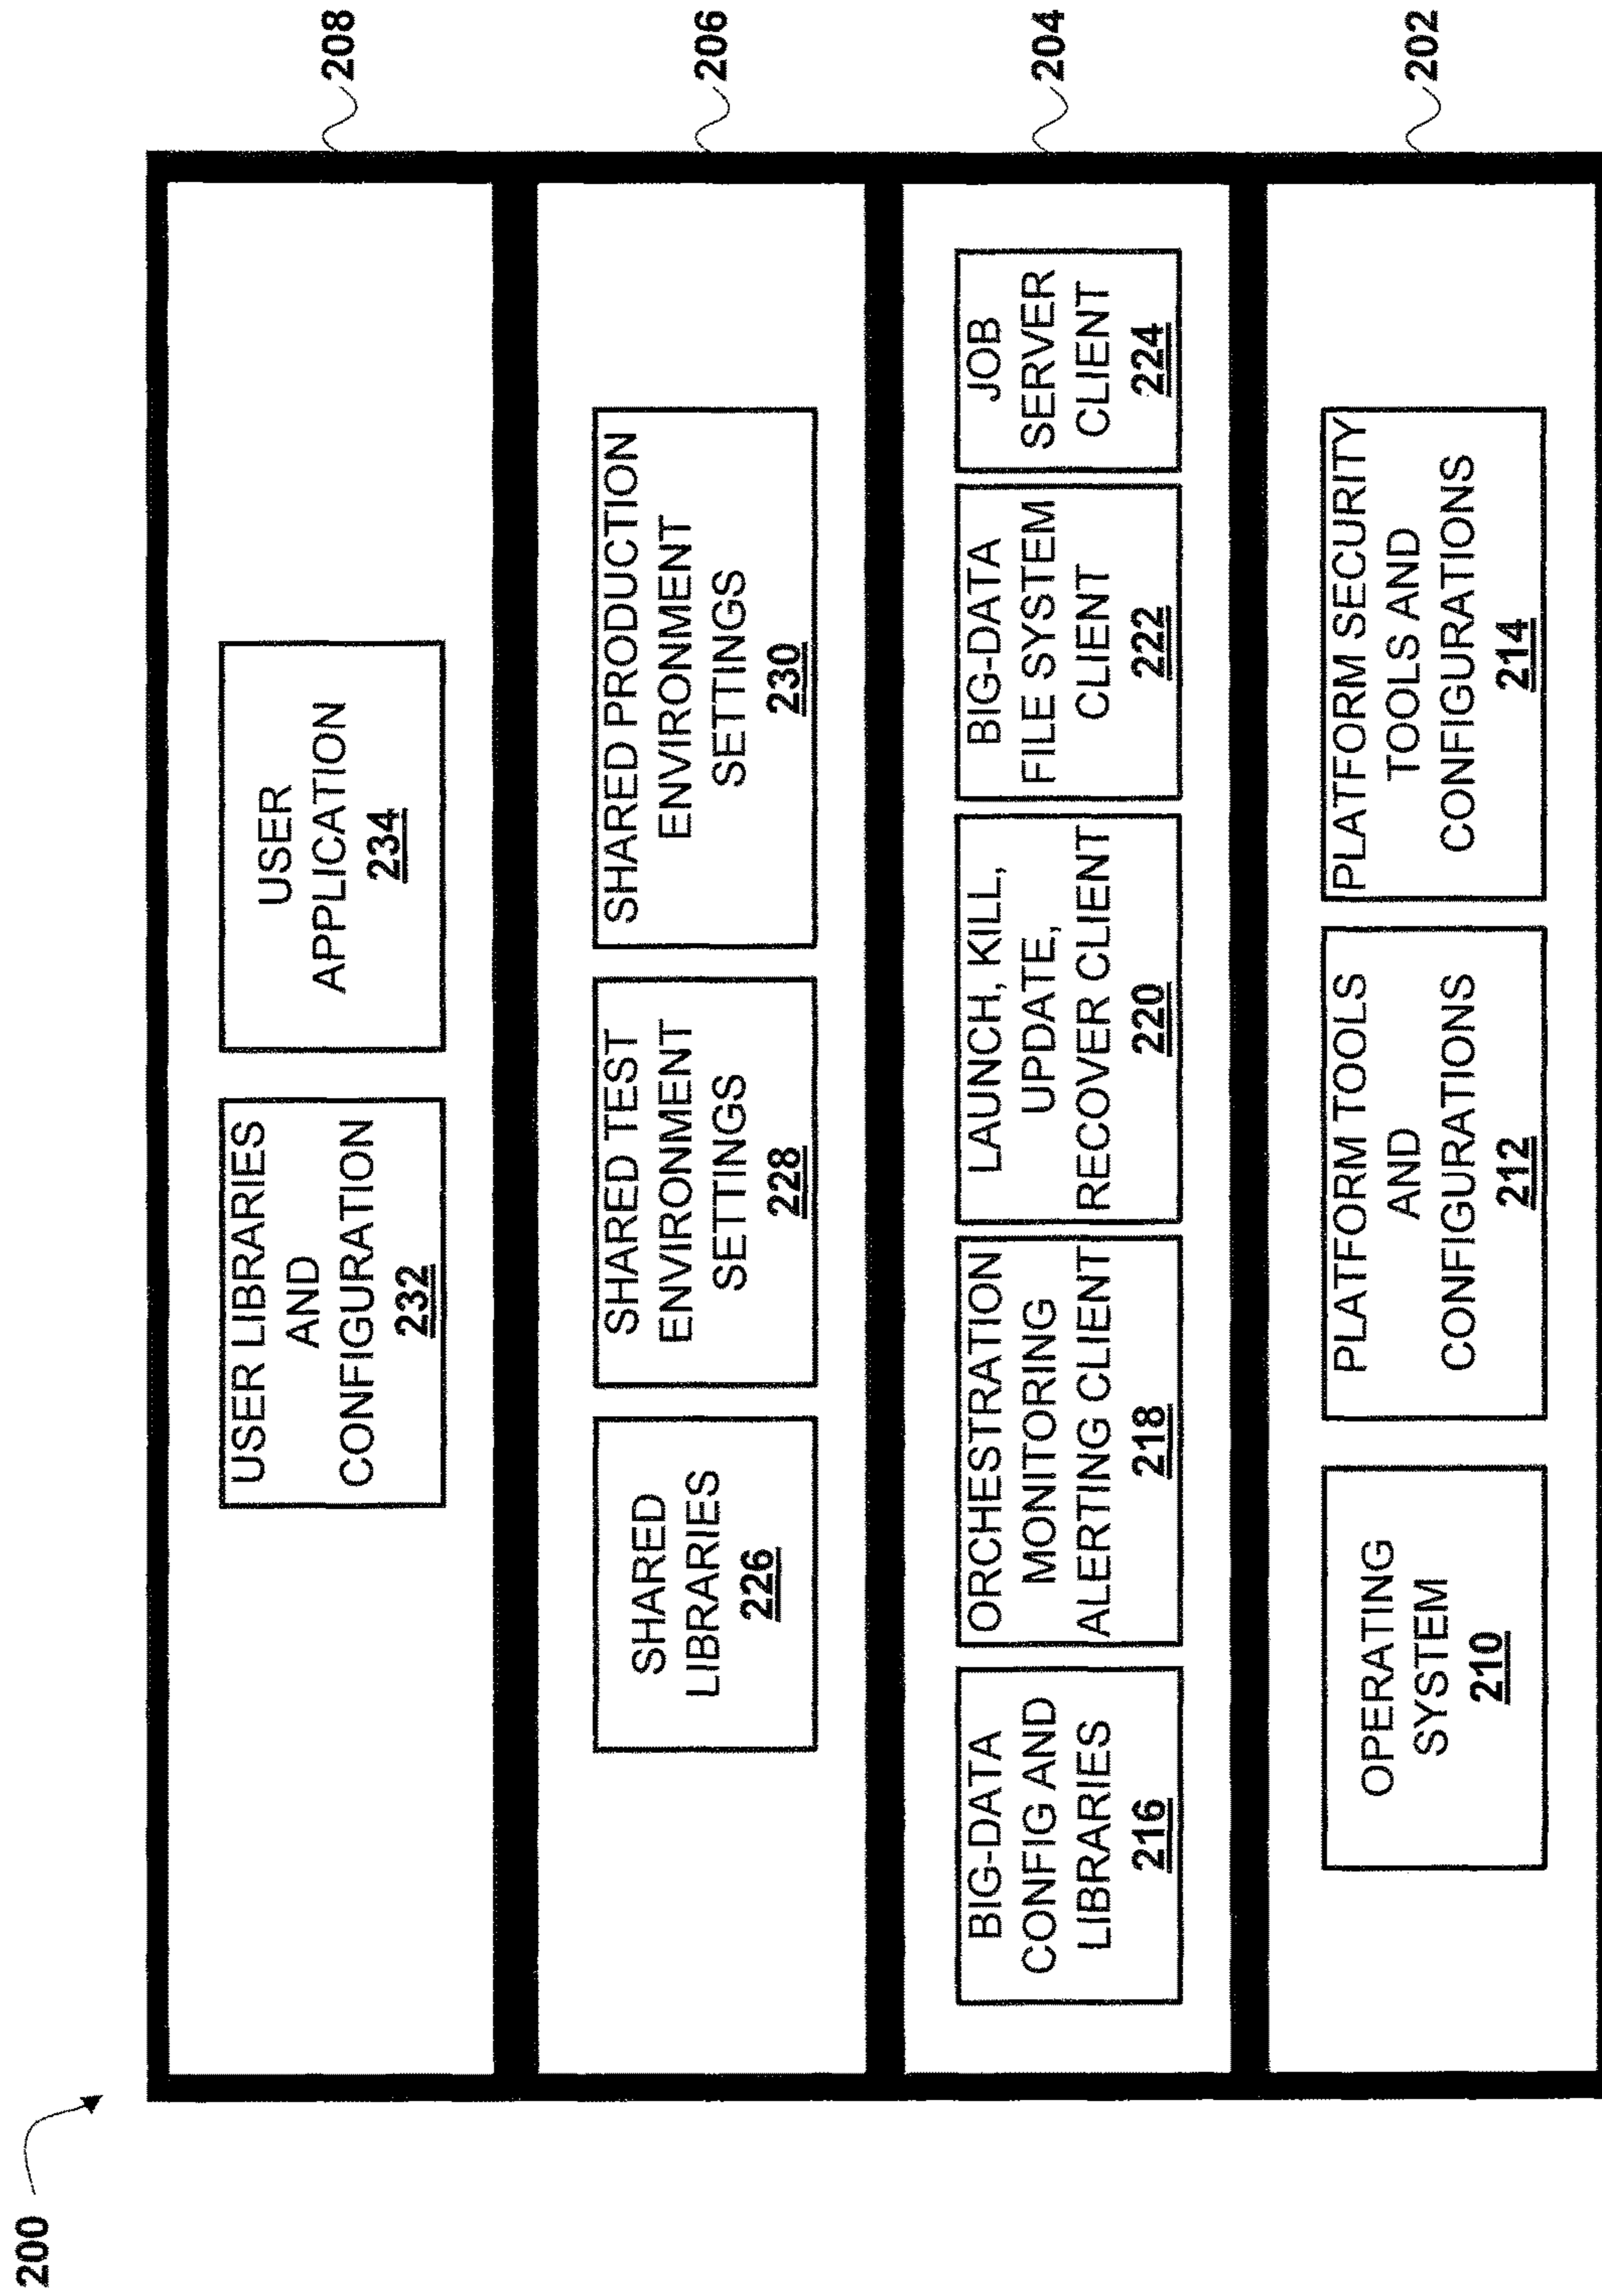 200
USER LIBRARIES
AND
CONFIGURATION
232
USER
APPLICATION
234
208
SHARED
LIBRARIES
226
SHARED TEST
ENVIRONMENT
SETTINGS
228
SHARED PRODUCTION
ENVIRONMENT
SETTINGS
230
206
BIG-DATA
CONFIG AND
LIBRARIES
216
ORCHESTRATION
MONITORING
ALERTING CLIENT
218
LAUNCH, KILL,
UPDATE,
RECOVER CLIENT
220
BIG-DATA
FILE SYSTEM
CLIENT
222
JOB
SERVER
CLIENT
224
204
OPERATING
SYSTEM
210
PLATFORM TOOLS
AND
CONFIGURATIONS
212
PLATFORM SECURITY
TOOLS AND
CONFIGURATIONS
214
202